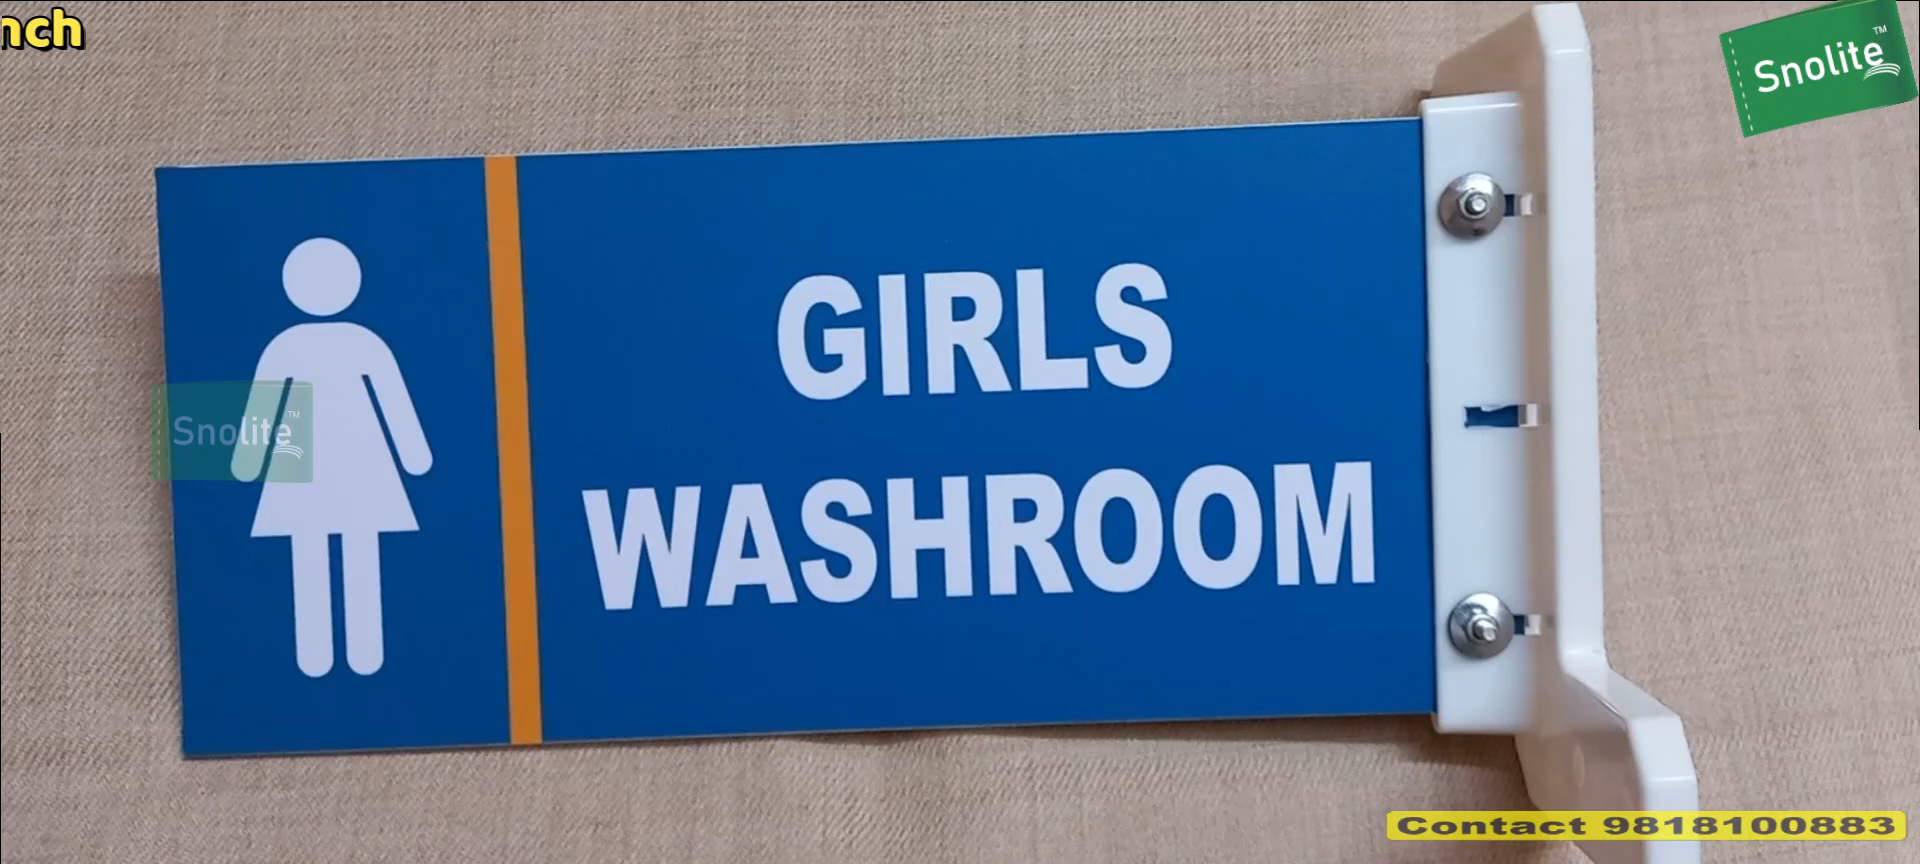 nch
Snolite™
GIRLS
WASHROOM
Snolite™
Contact 9818100883